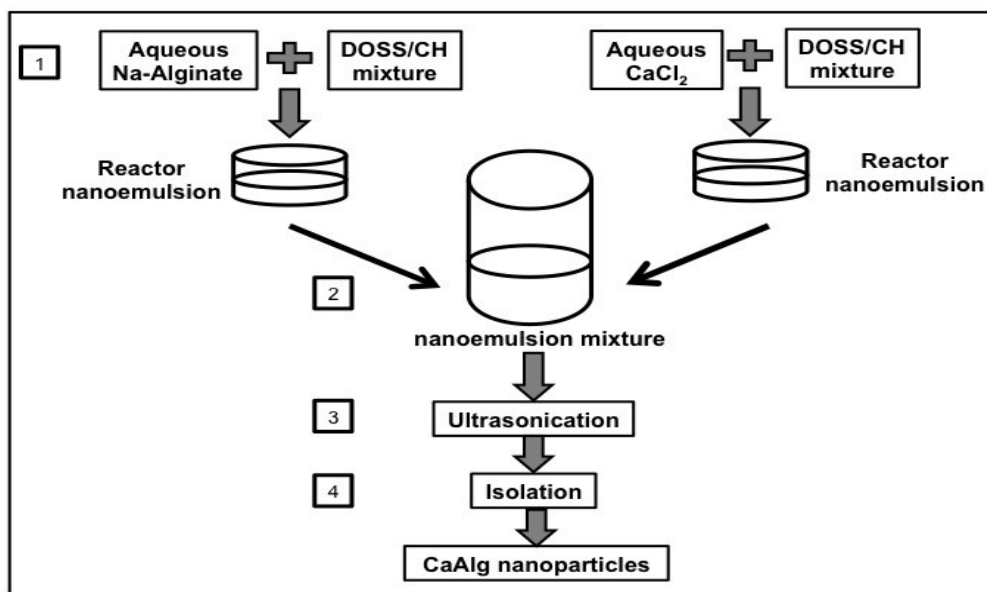 1
Aqueous
Na-Alginate
DOSS/CH
mixture
Aqueous
CaCl₂
DOSS/CH
mixture
Reactor
nanoemulsion
Reactor
nanoemulsion
2
nanoemulsion mixture
3
Ultrasonication
4
Isolation
CaAlg nanoparticles